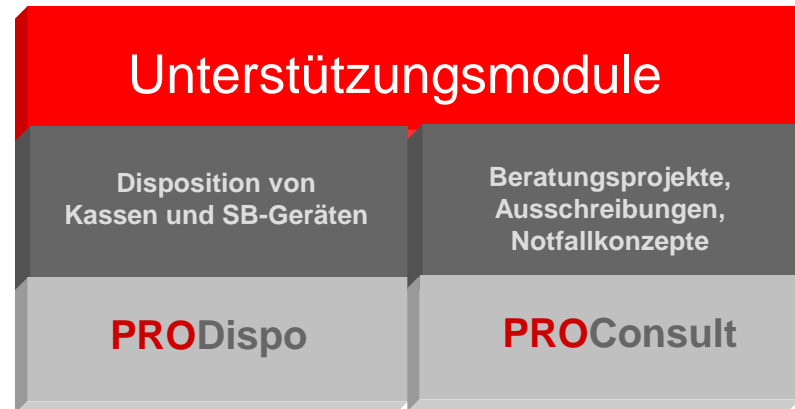 Unterstützungsmodule
Disposition von
Kassen und SB-Geräten
Beratungsprojekte,
Ausschreibungen,
Notfallkonzepte
PRODispo
PROConsult